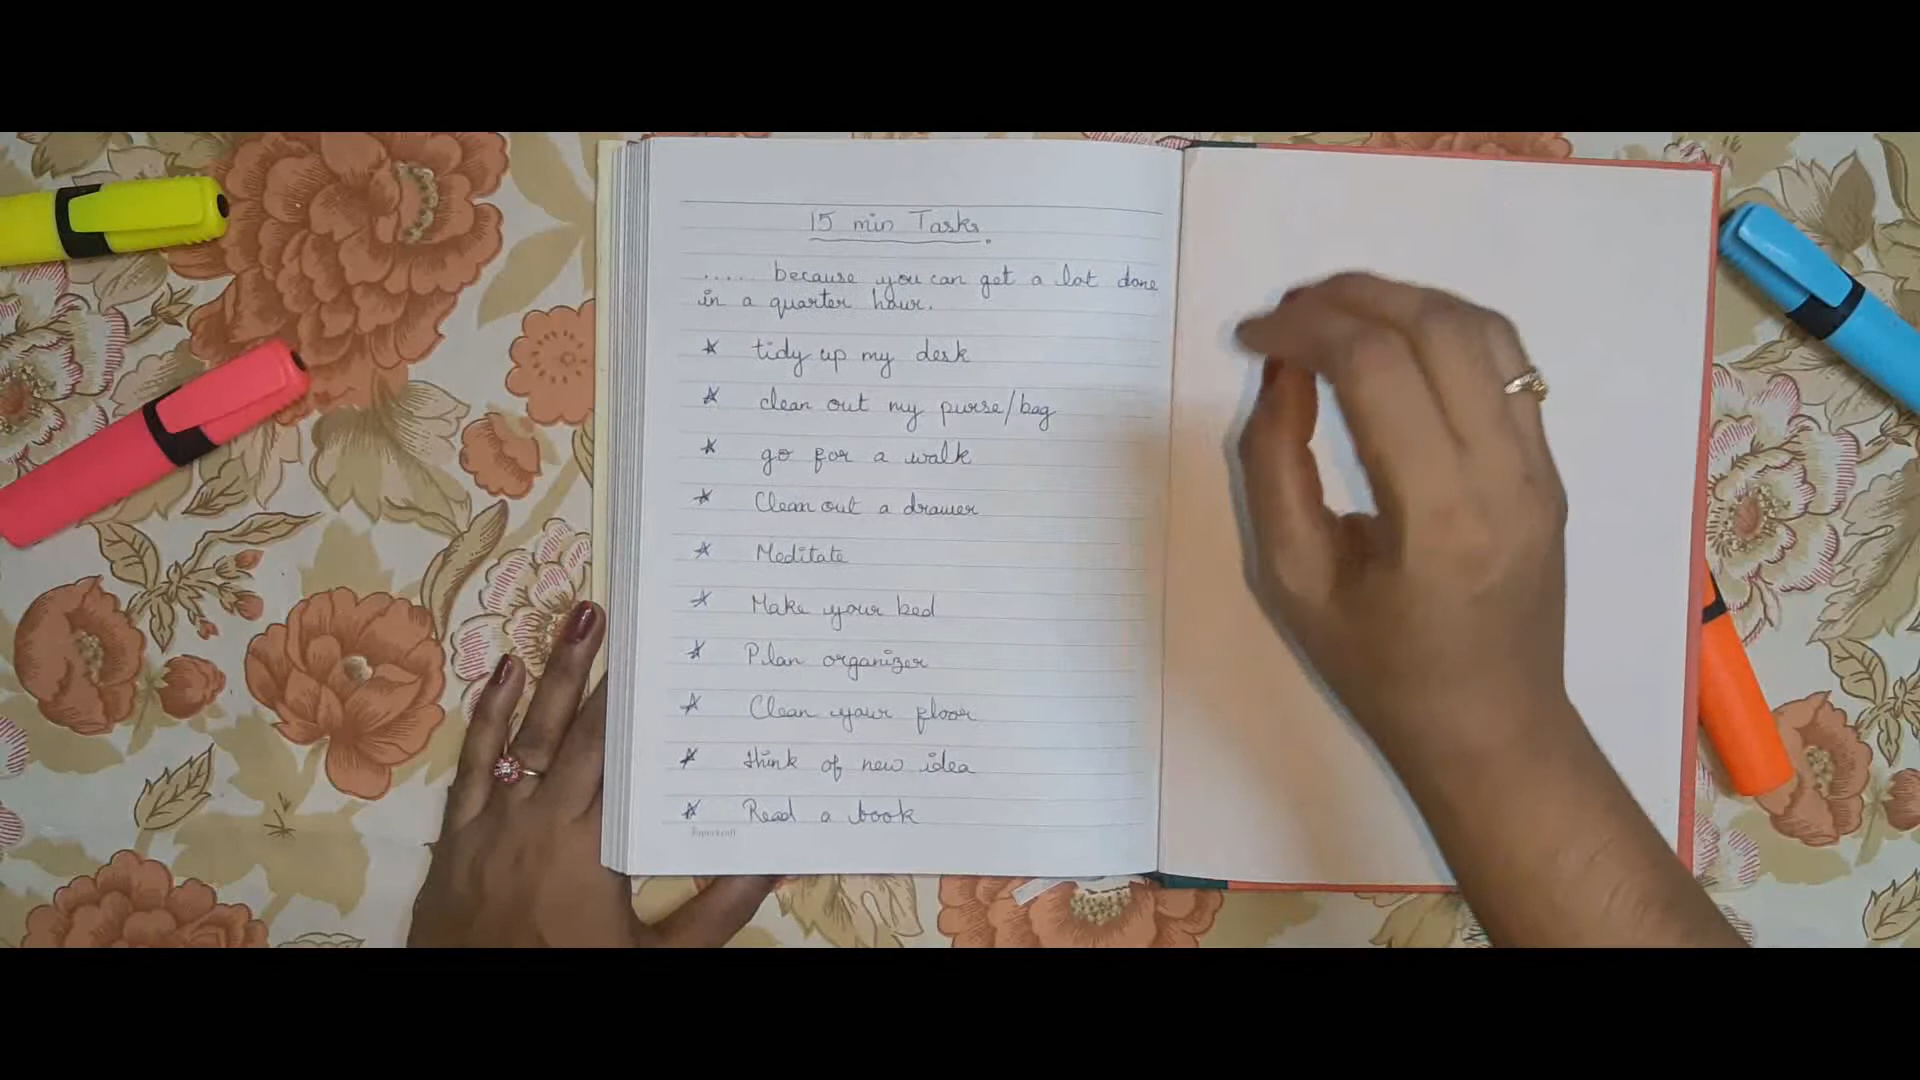 15 min Tasks.
..... because you can get a lot done
in a quarter hour.
* tidy up my desk
* clean out my purse/bag
* go for a walk
* Clean out a drawer
* Meditate
* Make your bed
* Plan organizer
* Clean your floor
* think of new idea
* Read a book
Paperkraft